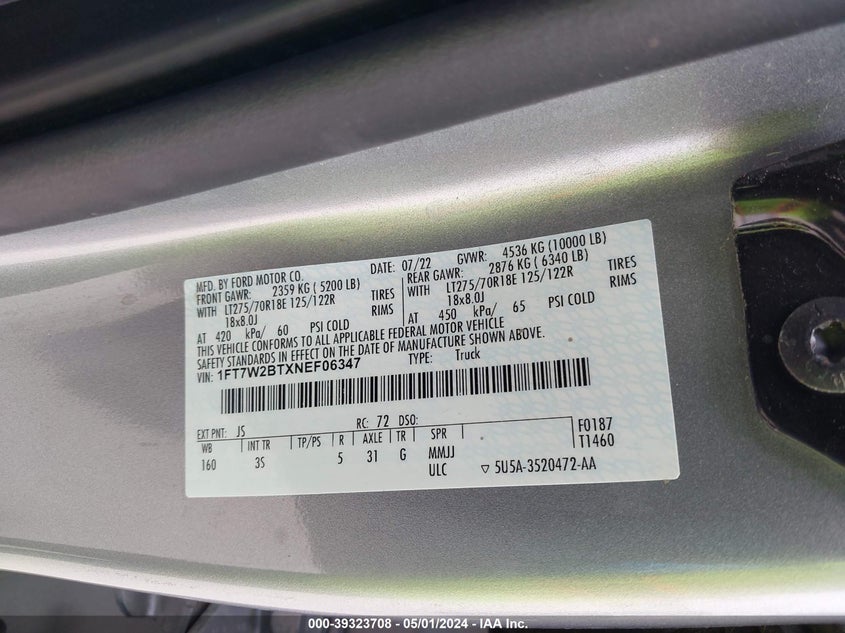 MFD. BY FORD MOTOR CO. DATE: 07/22 GVWR: 4536 KG (10000 LB)
FRONT GAWR: 2359 KG ( 5200 LB) REAR GAWR: 2876 KG ( 6340 LB)
WITH LT275/70R18E 125/122R TIRES WITH LT275/70R18E 125/122R TIRES
18x8.0J RIMS 18x8.0J RIMS
AT 420 kPa/ 60 PSI COLD AT 450 kPa/ 65 PSI COLD
THIS VEHICLE CONFORMS TO ALL APPLICABLE FEDERAL MOTOR VEHICLE
SAFETY STANDARDS IN EFFECT ON THE DATE OF MANUFACTURE SHOWN ABOVE.
VIN: 1FT7W2BTXNEF06347 TYPE: Truck
EXT PNT: JS RC: 72 DSO: F0187
WB INT TR TP/PS R AXLE TR SPR T1460
160 3S 5 31 G MMJJ
ULC ▽ 5U5A-3520472-AA
000-39323708 - 05/01/2024 - IAA Inc.